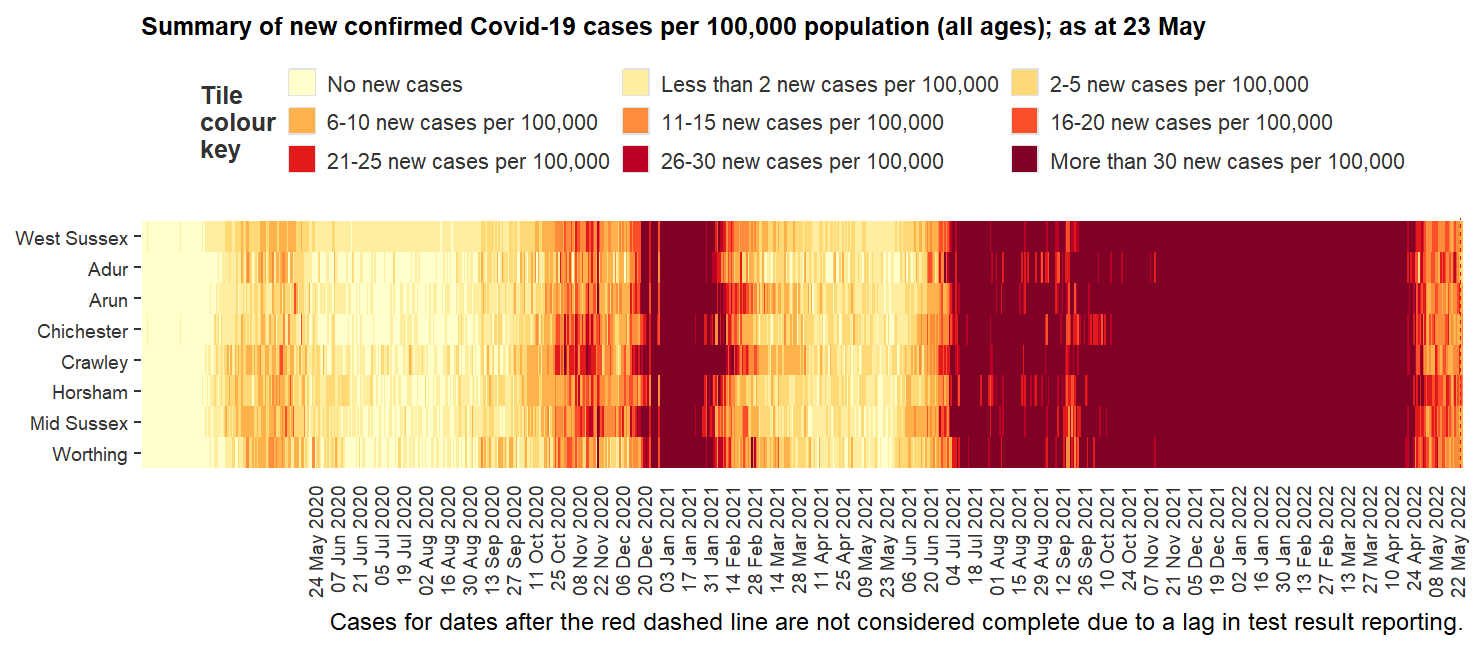 Summary of new confirmed Covid-19 cases per 100,000 population (all ages); as at 23 May
Tile
colour
key
No new cases
Less than 2 new cases per 100,000
2-5 new cases per 100,000
6-10 new cases per 100,000
11-15 new cases per 100,000
16-20 new cases per 100,000
21-25 new cases per 100,000
26-30 new cases per 100,000
More than 30 new cases per 100,000
West Sussex
Adur
Arun
Chichester
Crawley
Horsham
Mid Sussex
Worthing
24 May 2020
07 Jun 2020
21 Jun 2020
05 Jul 2020
19 Jul 2020
02 Aug 2020
16 Aug 2020
30 Aug 2020
13 Sep 2020
27 Sep 2020
11 Oct 2020
25 Oct 2020
08 Nov 2020
22 Nov 2020
06 Dec 2020
20 Dec 2020
03 Jan 2021
17 Jan 2021
31 Jan 2021
14 Feb 2021
28 Feb 2021
14 Mar 2021
28 Mar 2021
11 Apr 2021
25 Apr 2021
09 May 2021
23 May 2021
06 Jun 2021
20 Jun 2021
04 Jul 2021
18 Jul 2021
01 Aug 2021
15 Aug 2021
29 Aug 2021
12 Sep 2021
26 Sep 2021
10 Oct 2021
24 Oct 2021
07 Nov 2021
21 Nov 2021
05 Dec 2021
19 Dec 2021
02 Jan 2022
16 Jan 2022
30 Jan 2022
13 Feb 2022
27 Feb 2022
13 Mar 2022
27 Mar 2022
10 Apr 2022
24 Apr 2022
08 May 2022
22 May 2022
Cases for dates after the red dashed line are not considered complete due to a lag in test result reporting.